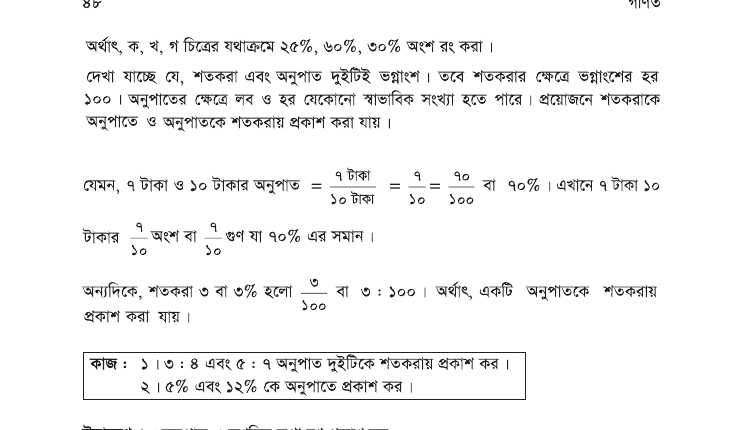 ৪৮ গণিত
অর্থাৎ, ক, খ, গ চিত্রের যথাক্রমে ২৫%, ৬০%, ৩০% অংশ রং করা।
দেখা যাচ্ছে যে, শতকরা এবং অনুপাত দুইটিই ভগ্নাংশ। তবে শতকরার ক্ষেত্রে ভগ্নাংশের হর
১০০। অনুপাতের ক্ষেত্রে লব ও হর যেকোনো স্বাভাবিক সংখ্যা হতে পারে। প্রয়োজনে শতকরাকে
অনুপাতে ও অনুপাতকে শতকরায় প্রকাশ করা যায়।
যেমন, ৭ টাকা ও ১০ টাকার অনুপাত = ৭ টাকা/১০ টাকা = ৭/১০ = ৭০/১০০ বা ৭০%। এখানে ৭ টাকা ১০
টাকার ৭/১০ অংশ বা ৭/১০ গুণ যা ৭০% এর সমান।
অন্যদিকে, শতকরা ৩ বা ৩% হলো ৩/১০০ বা ৩ : ১০০। অর্থাৎ, একটি অনুপাতকে শতকরায়
প্রকাশ করা যায়।
কাজ : ১। ৩ : ৪ এবং ৫ : ৭ অনুপাত দুইটিকে শতকরায় প্রকাশ কর।
২। ৫% এবং ১২% কে অনুপাতে প্রকাশ কর।